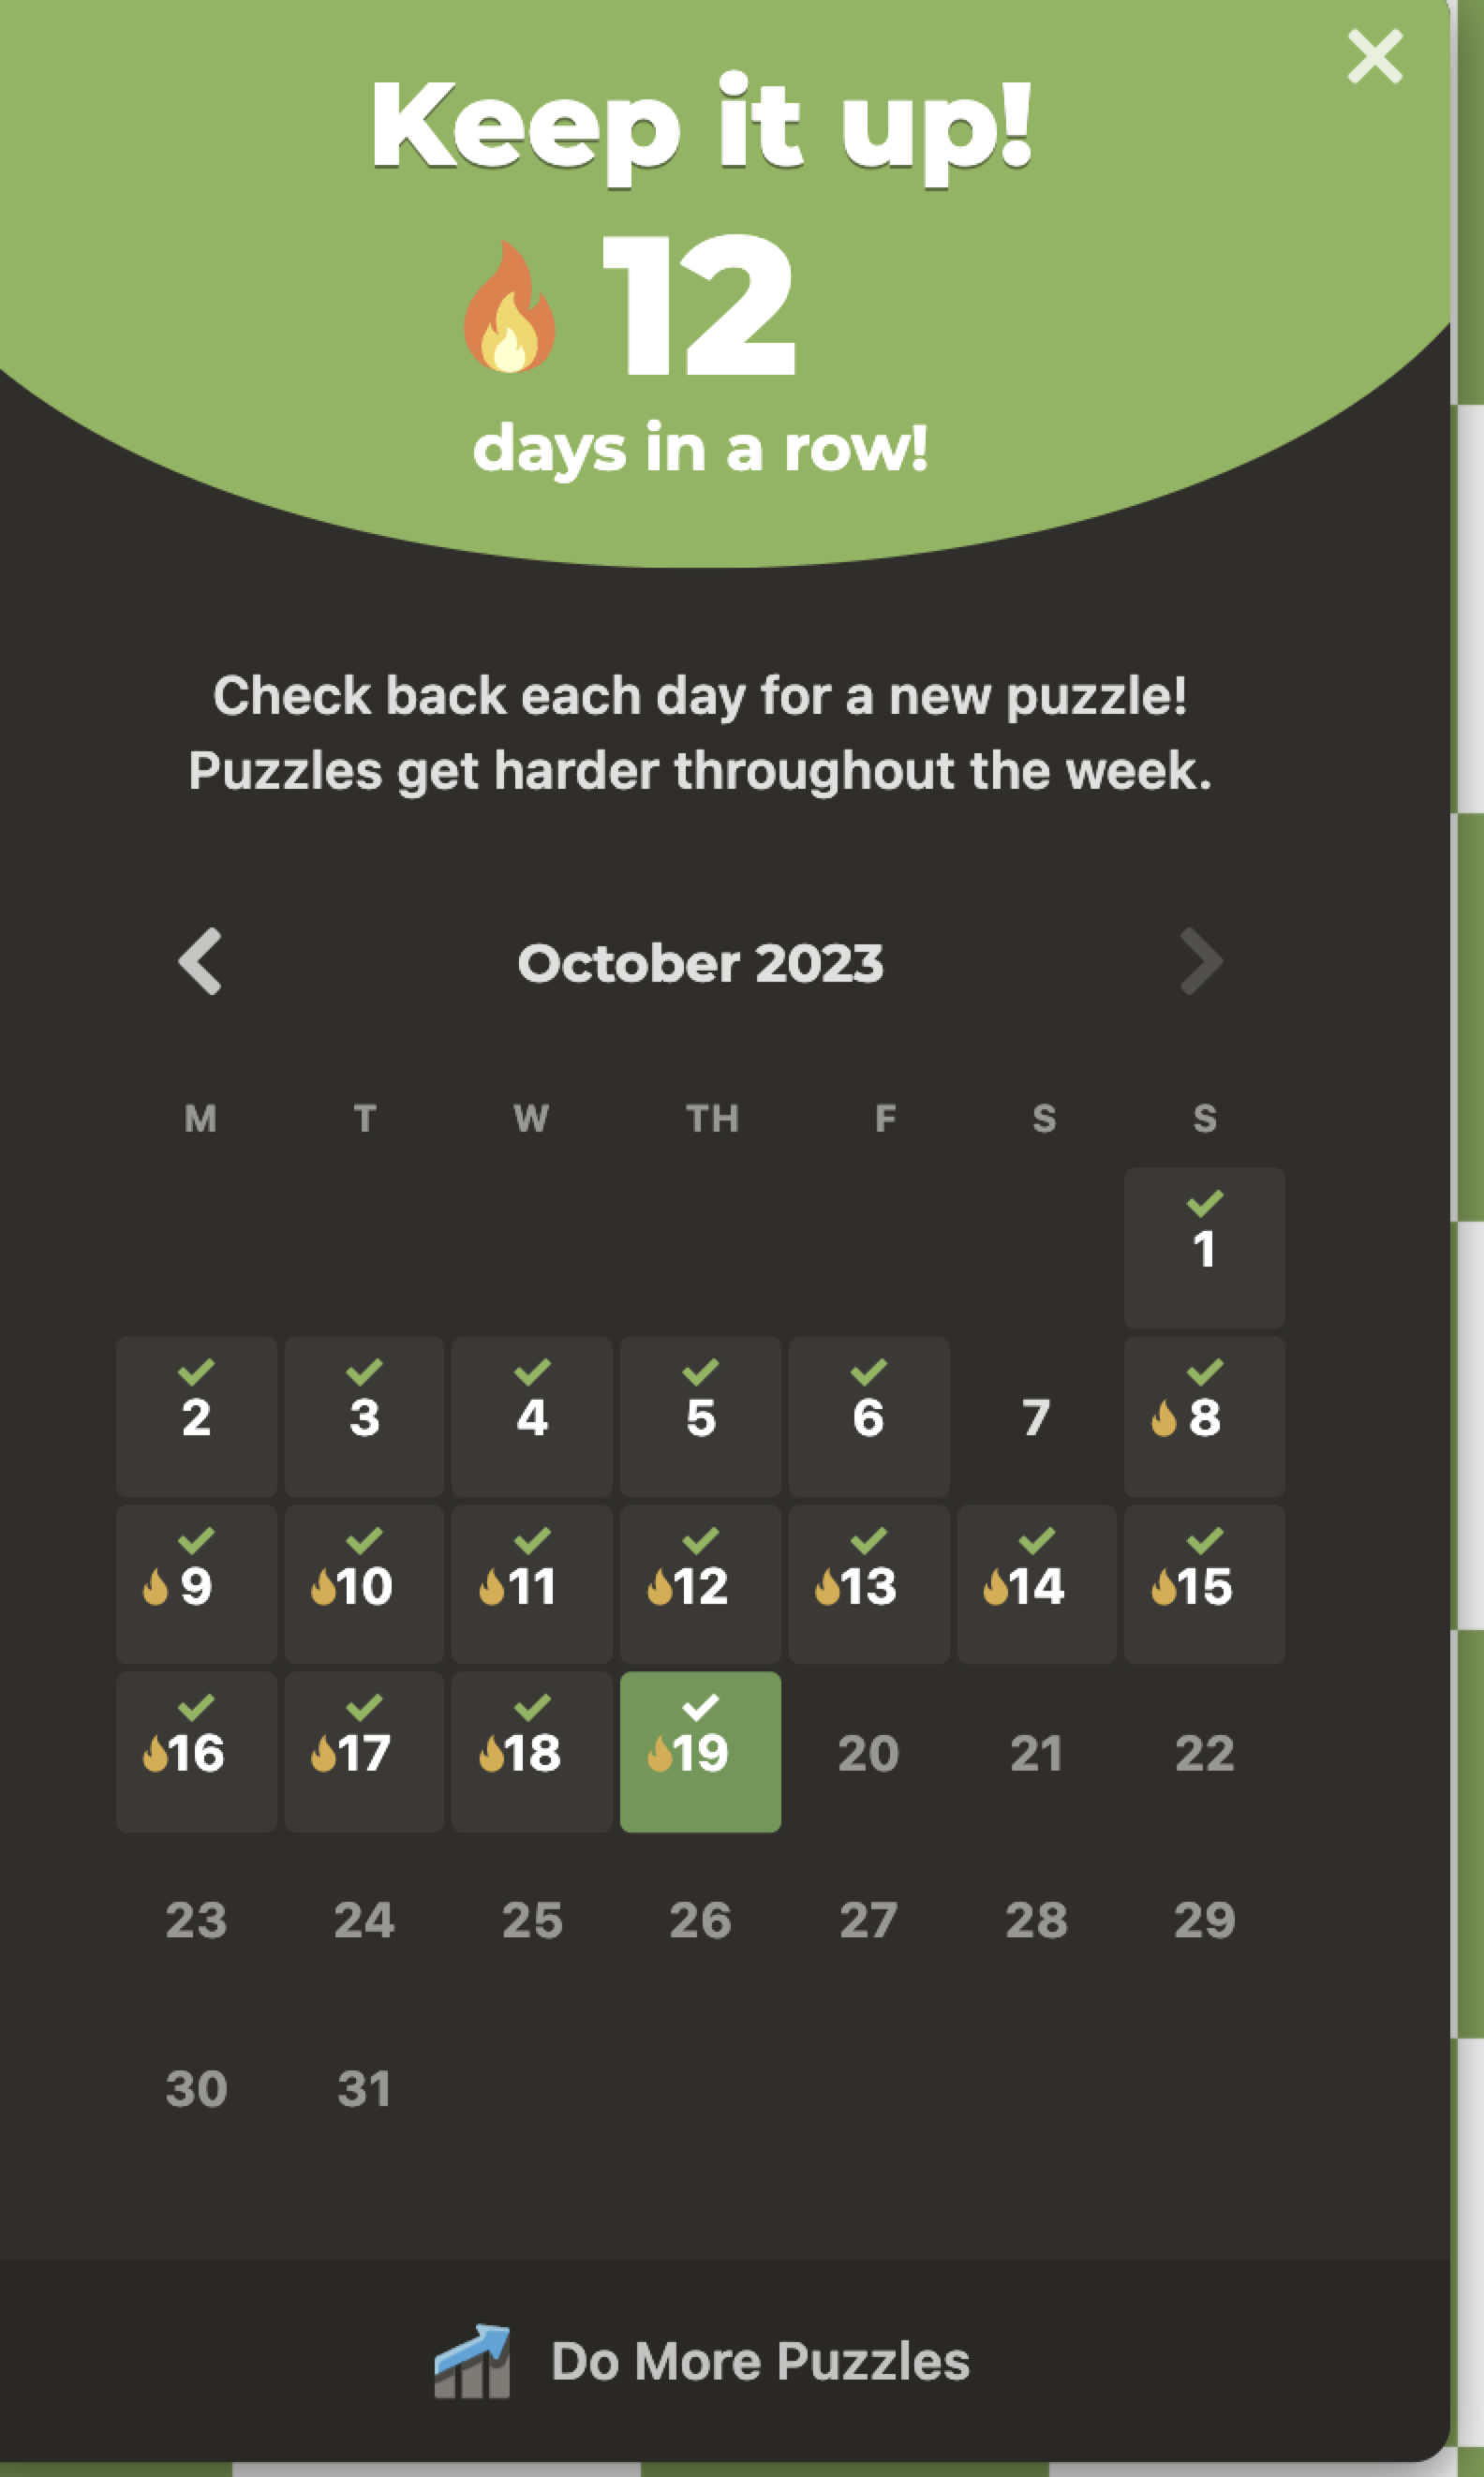 Keep it up!
12
days in a row!
Check back each day for a new puzzle!
Puzzles get harder throughout the week.
October 2023
M T W TH F S S
1
2 3 4 5 6 7 8
9 10 11 12 13 14 15
16 17 18 19 20 21 22
23 24 25 26 27 28 29
30 31
Do More Puzzles